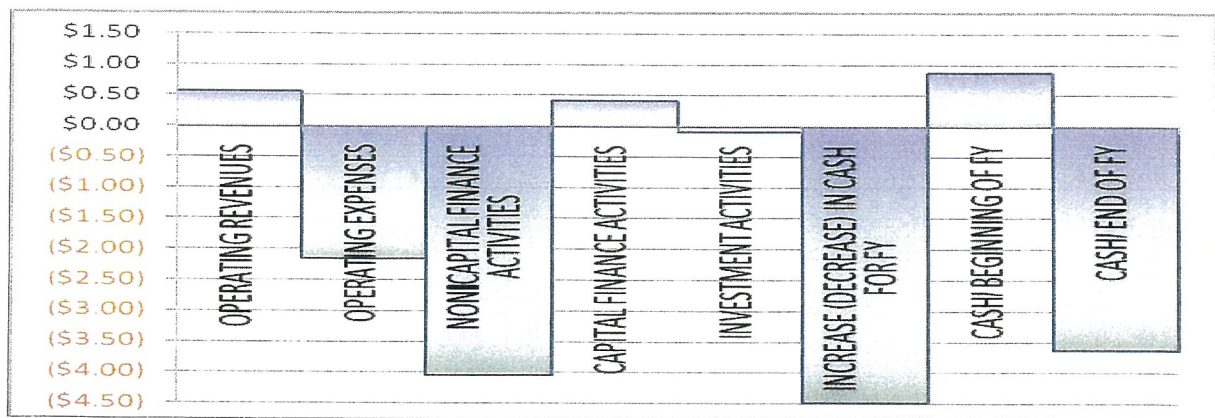 $1.50
$1.00
$0.50
$0.00
($0.50)
($1.00)
($1.50)
($2.00)
($2.50)
($3.00)
($3.50)
($4.00)
($4.50)
OPERATING REVENUES
OPERATING EXPENSES
NON/CAPITAL FINANCE
ACTIVITIES
CAPITAL FINANCE ACTIVITIES
INVESTMENT ACTIVITIES
INCREASE (DECREASE) IN CASH
FOR FY
CASH/ BEGINNING OF FY
CASH/ END OF FY